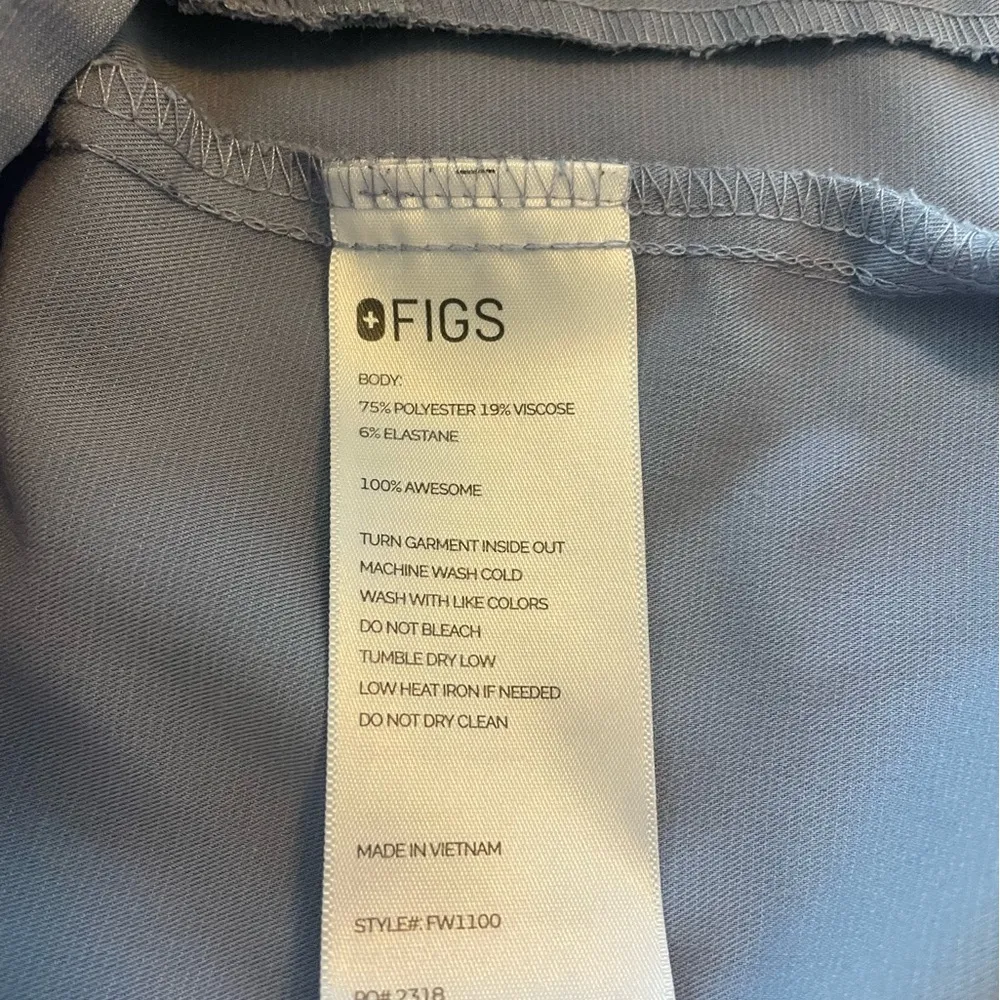 FIGS
BODY:
75% POLYESTER 19% VISCOSE
6% ELASTANE
100% AWESOME
TURN GARMENT INSIDE OUT
MACHINE WASH COLD
WASH WITH LIKE COLORS
DO NOT BLEACH
TUMBLE DRY LOW
LOW HEAT IRON IF NEEDED
DO NOT DRY CLEAN
MADE IN VIETNAM
STYLE#: FW1100
PO# 2318